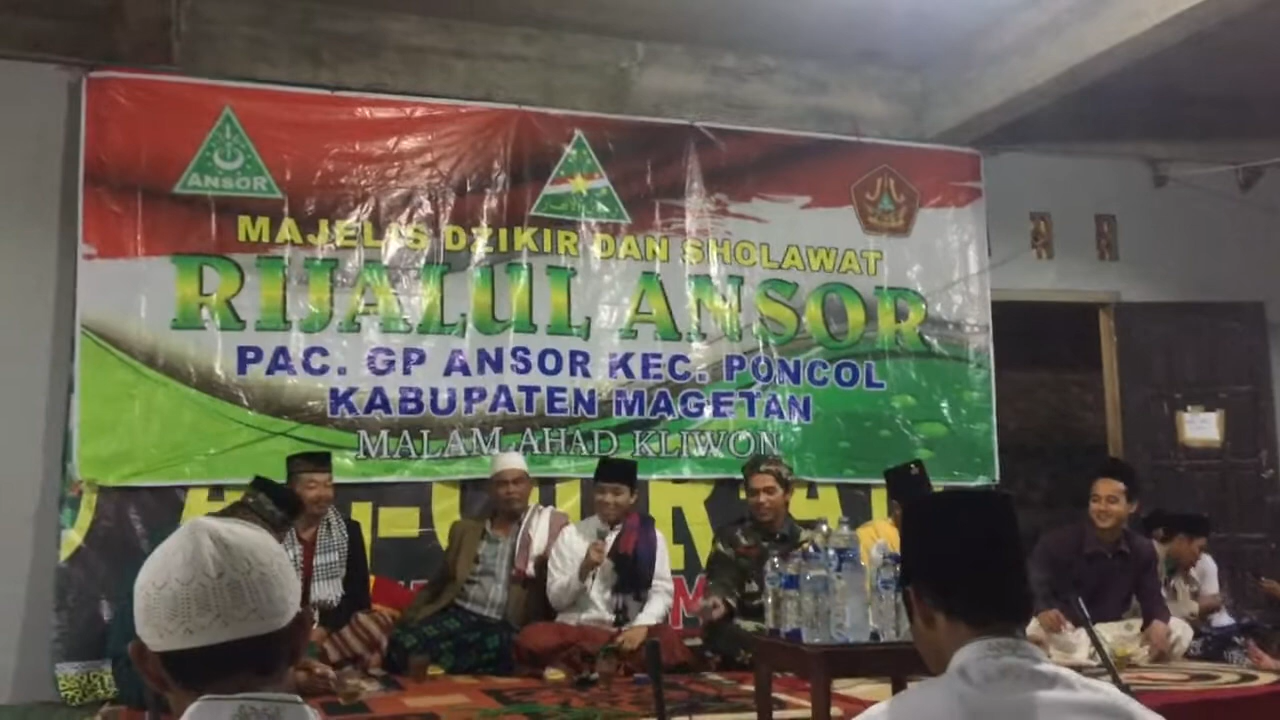 ANSOR
MAJELIS DZIKIR DAN SHOLAWAT
RIJALUL ANSOR
PAC. GP ANSOR KEC. PONCOL
KABUPATEN MAGETAN
MALAM AHAD KLIWON